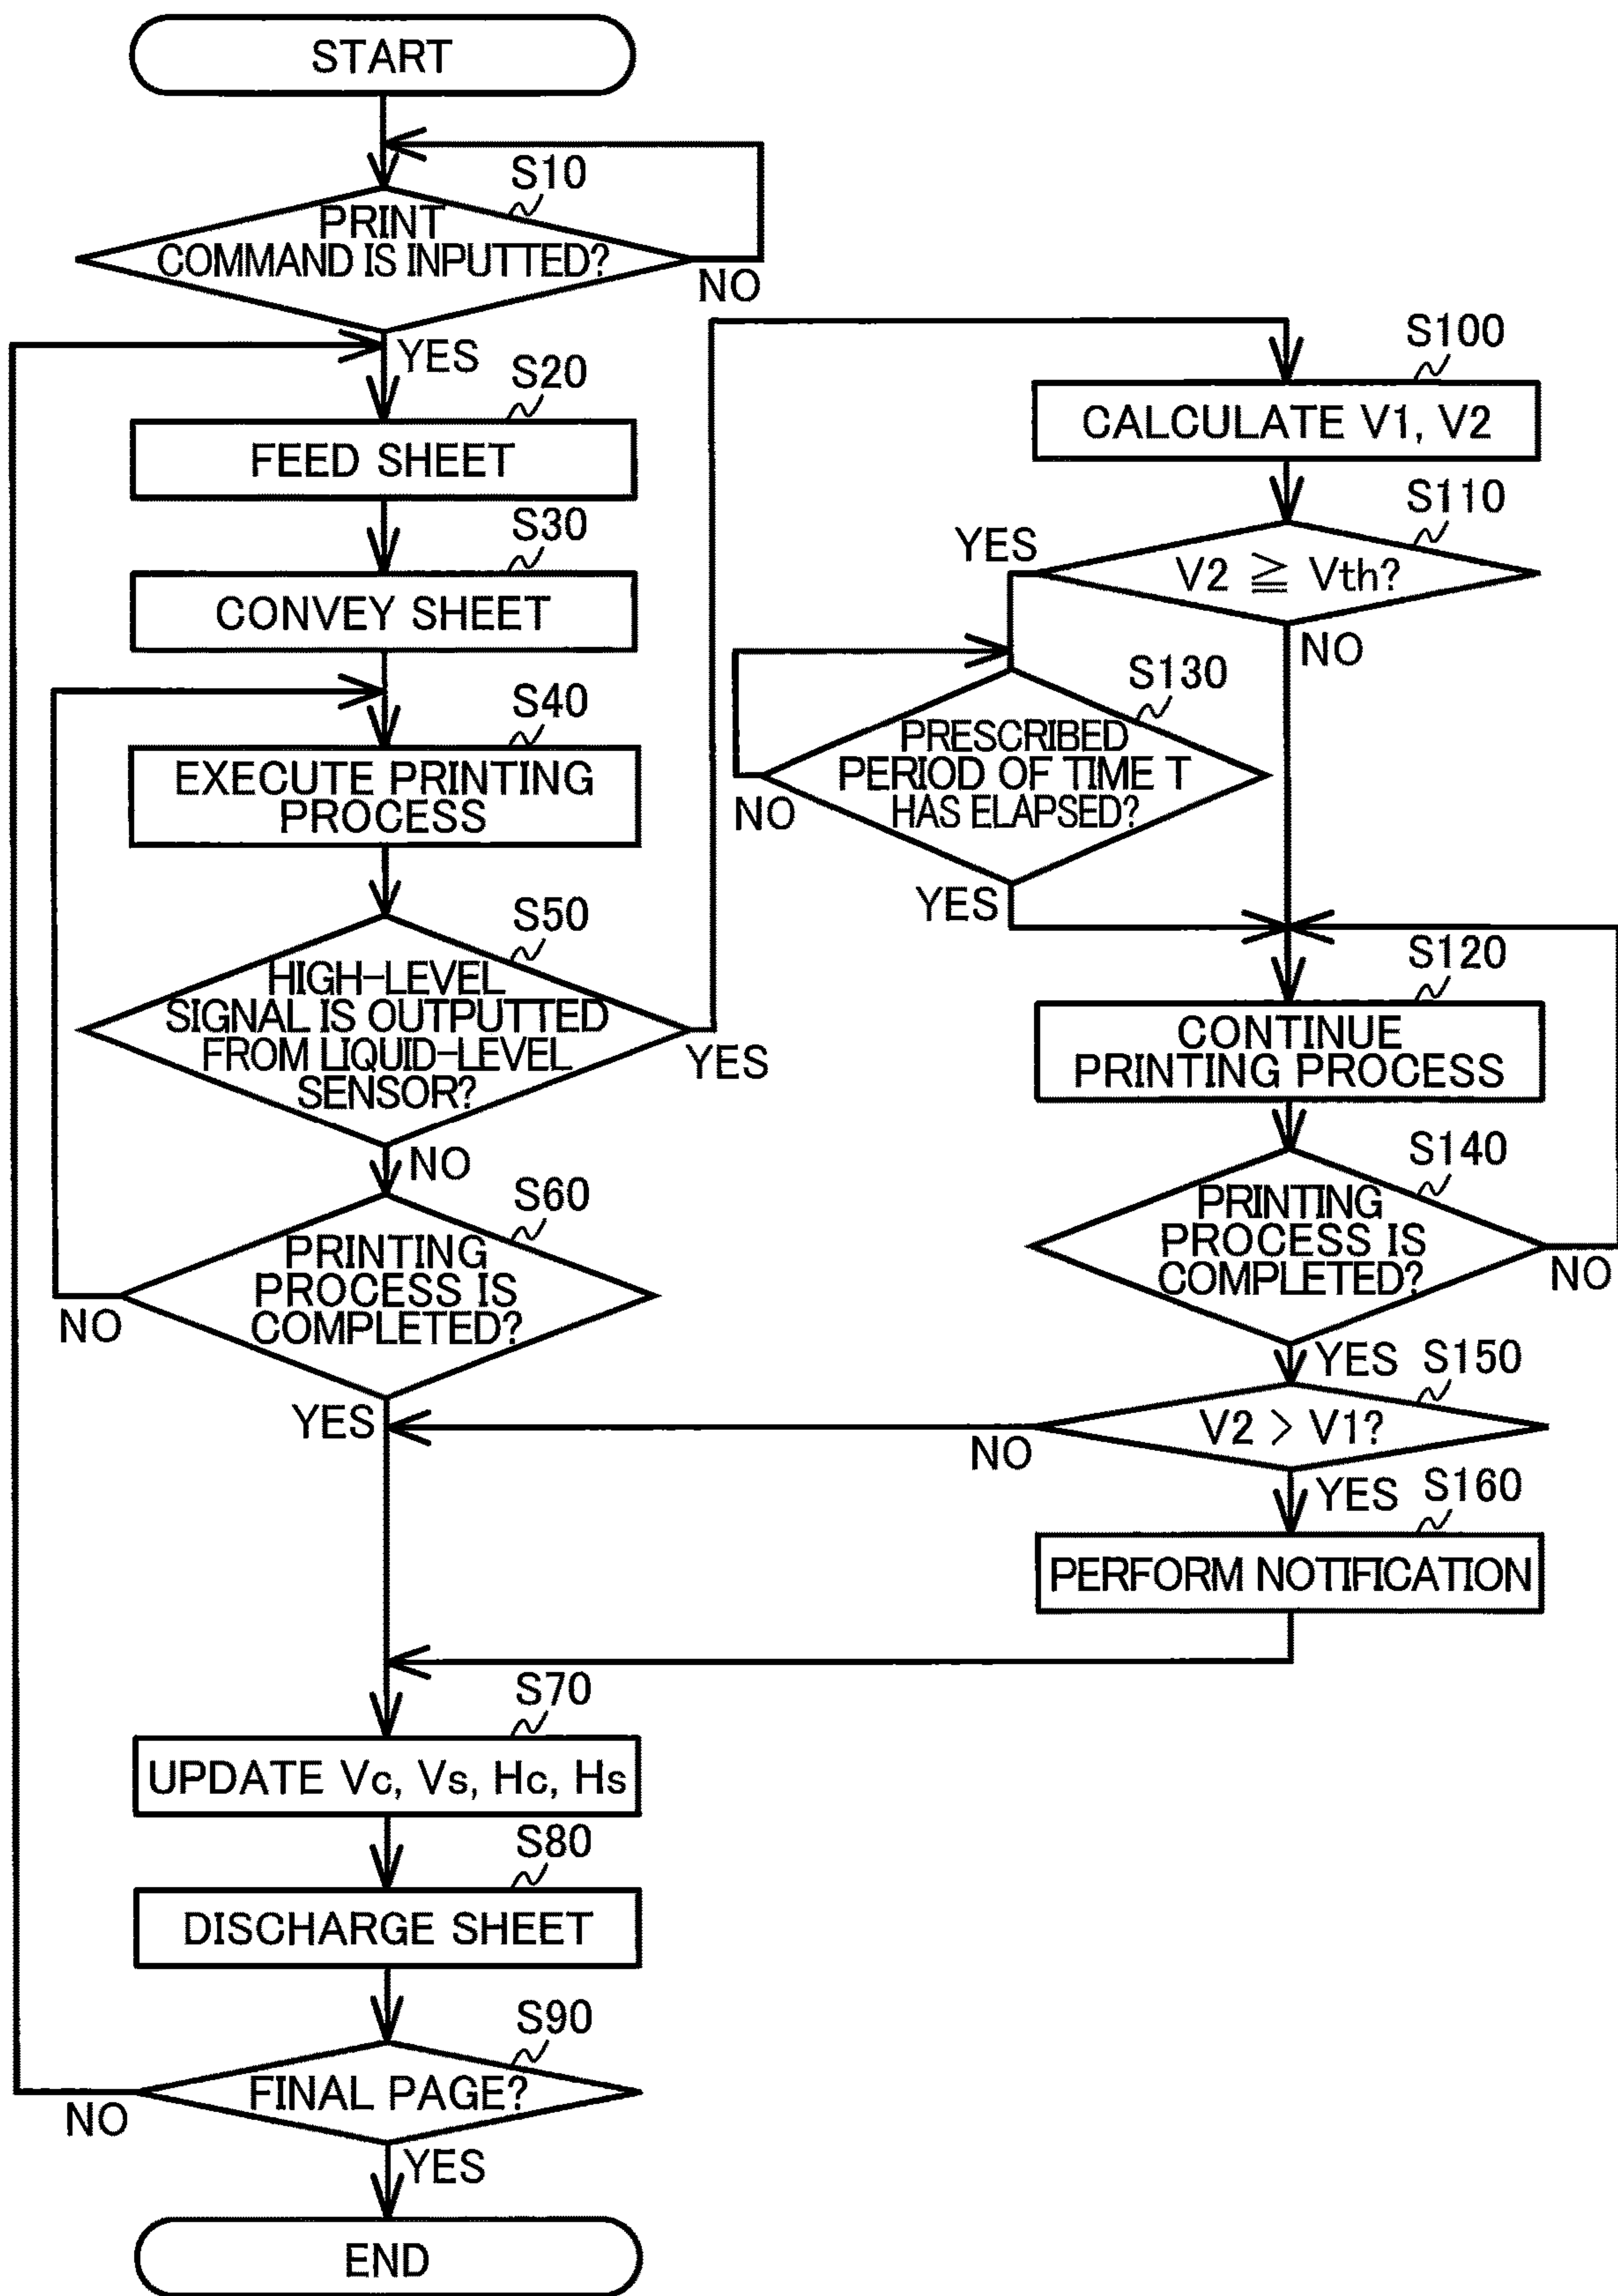 START
S10
PRINT
COMMAND IS INPUTTED?
NO
YES
S20
FEED SHEET
S30
CONVEY SHEET
S40
EXECUTE PRINTING
PROCESS
S50
HIGH-LEVEL
SIGNAL IS OUTPUTTED
FROM LIQUID-LEVEL
SENSOR?
YES
NO
S60
PRINTING
PROCESS IS
COMPLETED?
NO
YES
S70
UPDATE Vc, Vs, Hc, Hs
S80
DISCHARGE SHEET
S90
FINAL PAGE?
NO
YES
END
S100
CALCULATE V1, V2
S110
YES
V2 ≧ Vth?
NO
S130
PRESCRIBED
PERIOD OF TIME T
HAS ELAPSED?
NO
YES
S120
CONTINUE
PRINTING PROCESS
S140
PRINTING
PROCESS IS
COMPLETED?
NO
YES
S150
V2 > V1?
NO
YES
S160
PERFORM NOTIFICATION